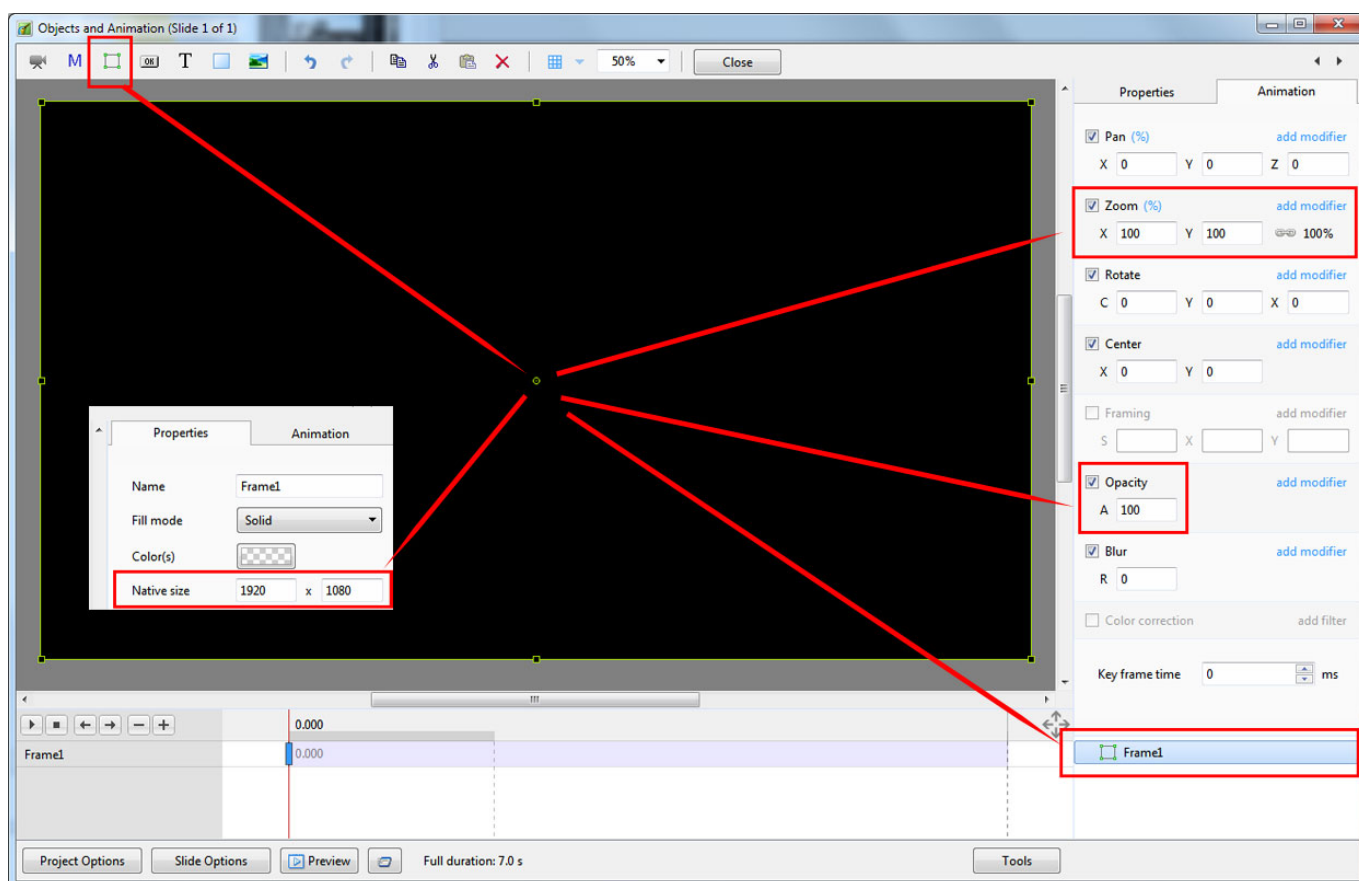 Objects and Animation (Slide 1 of 1)
M OK T 50% Close
Properties Animation
Pan (%) add modifier
X 0 Y 0 Z 0
Zoom (%) add modifier
X 100 Y 100 100%
Rotate add modifier
C 0 Y 0 X 0
Center add modifier
X 0 Y 0
Framing add modifier
S X Y
Opacity add modifier
A 100
Blur add modifier
R 0
Color correction add filter
Key frame time 0 ms
Properties Animation
Name Frame1
Fill mode Solid
Color(s)
Native size 1920 x 1080
0.000
Frame1 0.000
Frame1
Project Options Slide Options Preview Full duration: 7.0 s Tools